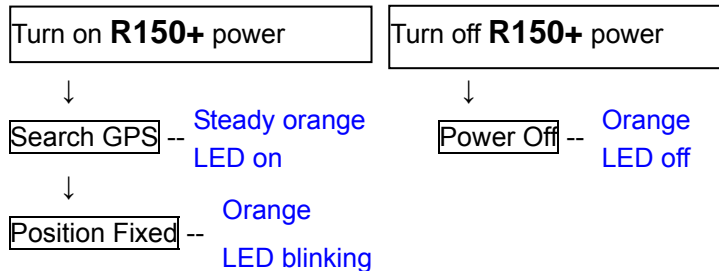 Turn on R150+ power
↓
Search GPS -- Steady orange
LED on
↓
Position Fixed -- Orange
LED blinking
Turn off R150+ power
↓
Power Off -- Orange
LED off